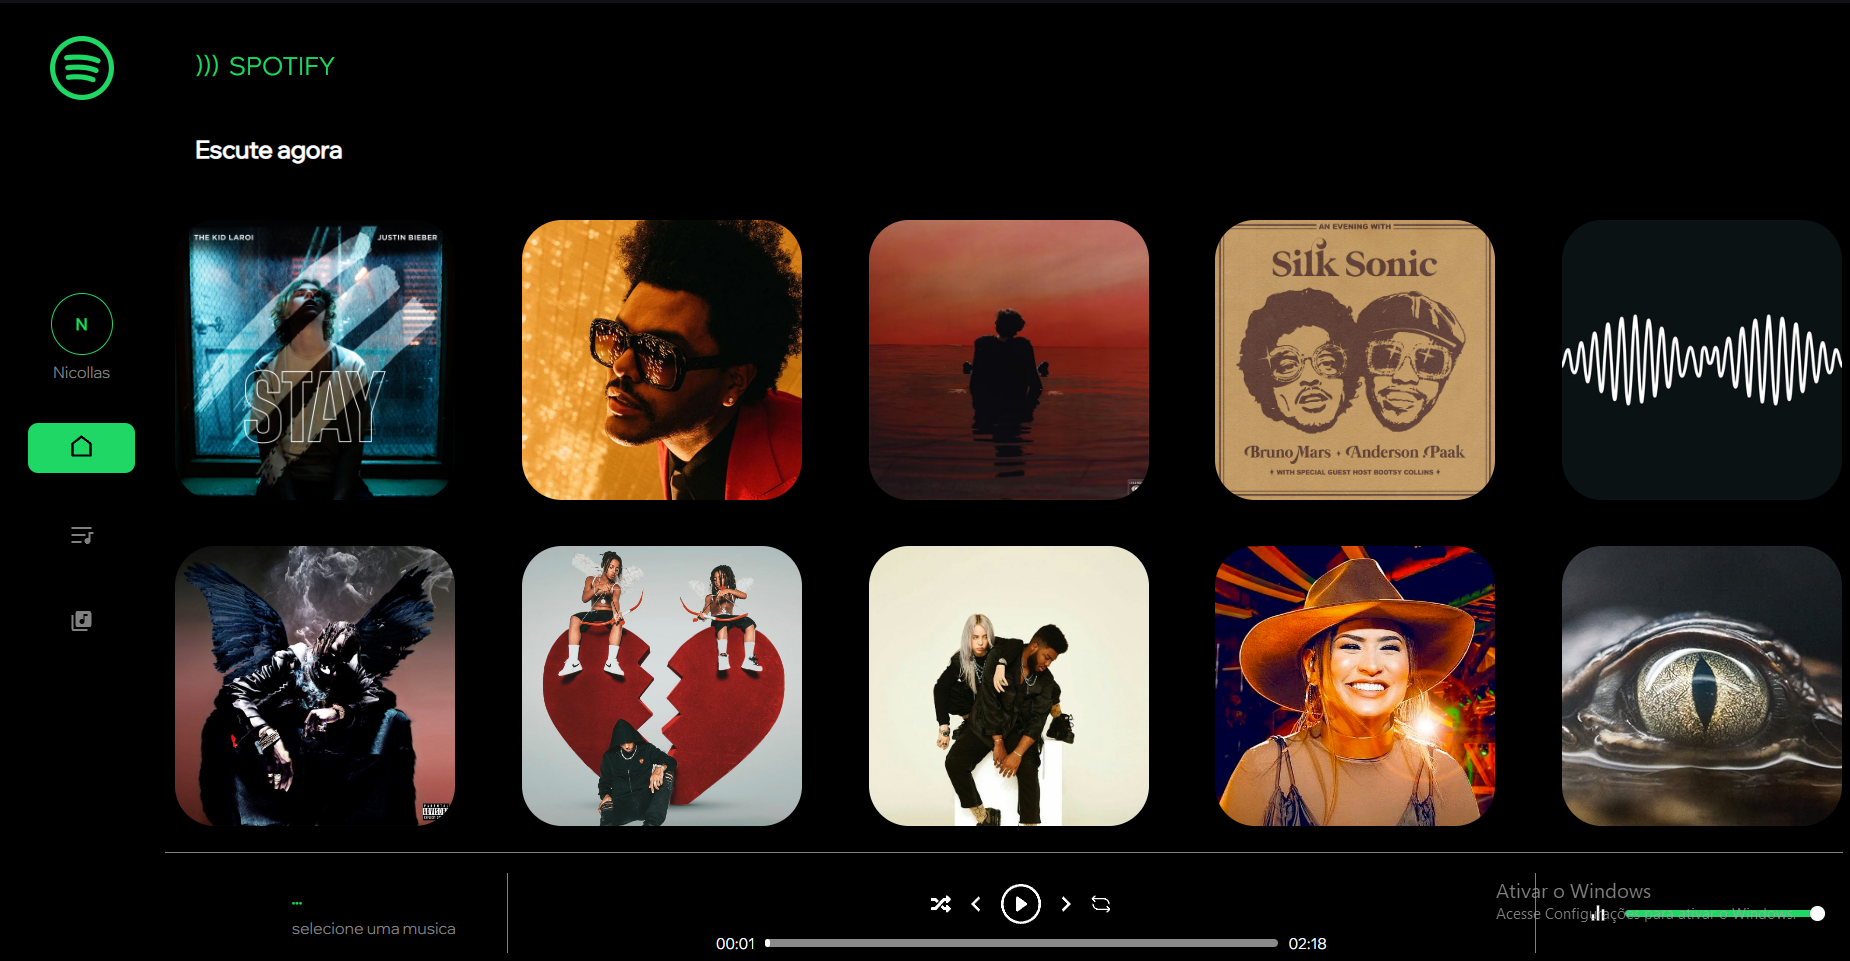 ))) SPOTIFY
Escute agora
THE KID LAROI
JUSTIN BIEBER
STAY
AN EVENING WITH
Silk Sonic
Bruno Mars • Anderson .Paak
♦ WITH SPECIAL GUEST HOST BOOTSY COLLINS ♦
N
Nicollas
...
selecione uma musica
00:01
02:18
Ativar o Windows
Acesse Configurações para ativar o Windows.